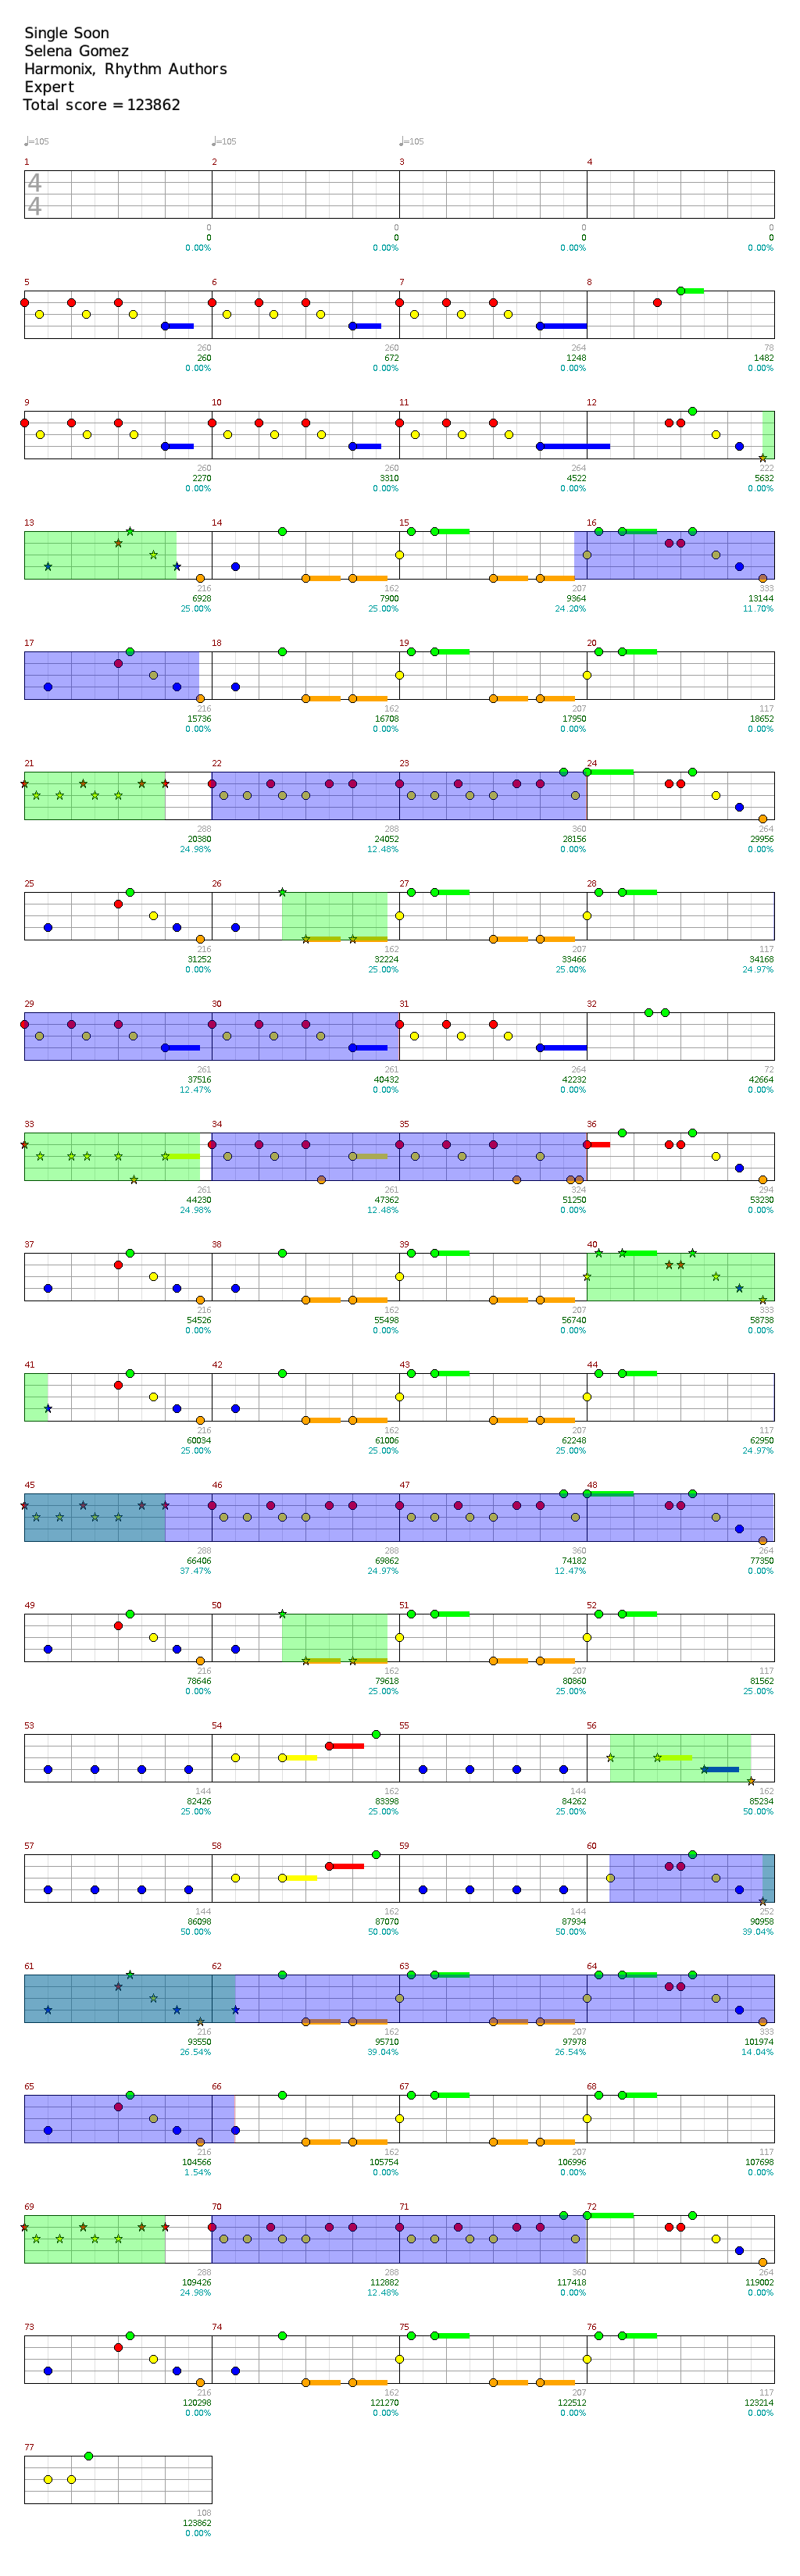 Single Soon
Selena Gomez
Harmonix, Rhythm Authors
Expert
Total score = 123862
♩=105 ♩=105 ♩=105
1 2 3 4
4
4
0 0 0 0
0 0 0 0
0.00% 0.00% 0.00% 0.00%
5 6 7 8
260 260 264 78
260 672 1248 1482
0.00% 0.00% 0.00% 0.00%
9 10 11 12
260 260 264 222
2270 3310 4522 5632
0.00% 0.00% 0.00% 0.00%
13 14 15 16
216 162 207 333
6928 7900 9364 13144
25.00% 25.00% 24.20% 11.70%
17 18 19 20
216 162 207 117
15736 16708 17950 18652
0.00% 0.00% 0.00% 0.00%
21 22 23 24
288 288 360 264
20380 24052 28156 29956
24.98% 12.48% 0.00% 0.00%
25 26 27 28
216 162 207 117
31252 32224 33466 34168
0.00% 25.00% 25.00% 24.97%
29 30 31 32
261 261 264 72
37516 40432 42232 42664
12.47% 0.00% 0.00% 0.00%
33 34 35 36
261 261 324 294
44230 47362 51250 53230
24.98% 12.48% 0.00% 0.00%
37 38 39 40
216 162 207 333
54526 55498 56740 58738
0.00% 0.00% 0.00% 0.00%
41 42 43 44
216 162 207 117
60034 61006 62248 62950
25.00% 25.00% 25.00% 24.97%
45 46 47 48
288 288 360 264
66406 69862 74182 77350
37.47% 24.97% 12.47% 0.00%
49 50 51 52
216 162 207 117
78646 79618 80860 81562
0.00% 25.00% 25.00% 25.00%
53 54 55 56
144 162 144 162
82426 83398 84262 85234
25.00% 25.00% 25.00% 50.00%
57 58 59 60
144 162 144 252
86098 87070 87934 90958
50.00% 50.00% 50.00% 39.04%
61 62 63 64
216 162 207 333
93550 95710 97978 101974
26.54% 39.04% 26.54% 14.04%
65 66 67 68
216 162 207 117
104566 105754 106996 107698
1.54% 0.00% 0.00% 0.00%
69 70 71 72
288 288 360 264
109426 112882 117418 119002
24.98% 12.48% 0.00% 0.00%
73 74 75 76
216 162 207 117
120298 121270 122512 123214
0.00% 0.00% 0.00% 0.00%
77
108
123862
0.00%